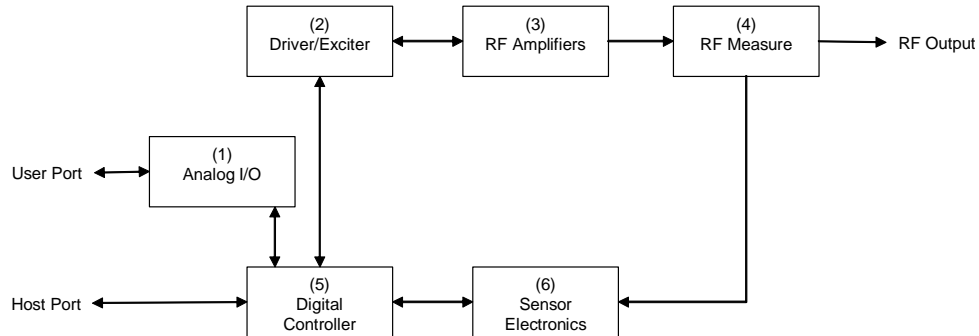 (2)
Driver/Exciter
(3)
RF Amplifiers
(4)
RF Measure
RF Output
(1)
Analog I/O
User Port
(5)
Digital
Controller
(6)
Sensor
Electronics
Host Port